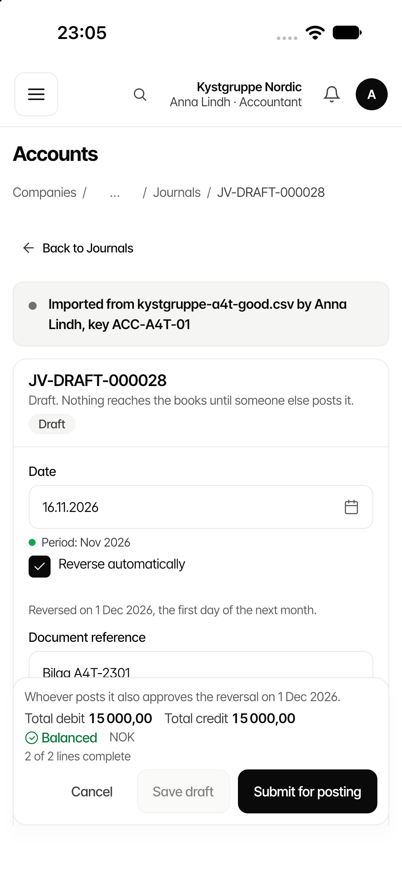 23:05
Kystgruppe Nordic
Anna Lindh · Accountant
A
Accounts
Companies / ... / Journals / JV-DRAFT-000028
Back to Journals
Imported from kystgruppe-a4t-good.csv by Anna
Lindh, key ACC-A4T-01
JV-DRAFT-000028
Draft. Nothing reaches the books until someone else posts it.
Draft
Date
16.11.2026
Period: Nov 2026
Reverse automatically
Reversed on 1 Dec 2026, the first day of the next month.
Document reference
Bilag A4T-2301
Whoever posts it also approves the reversal on 1 Dec 2026.
Total debit 15 000,00 Total credit 15 000,00
Balanced NOK
2 of 2 lines complete
Cancel Save draft Submit for posting